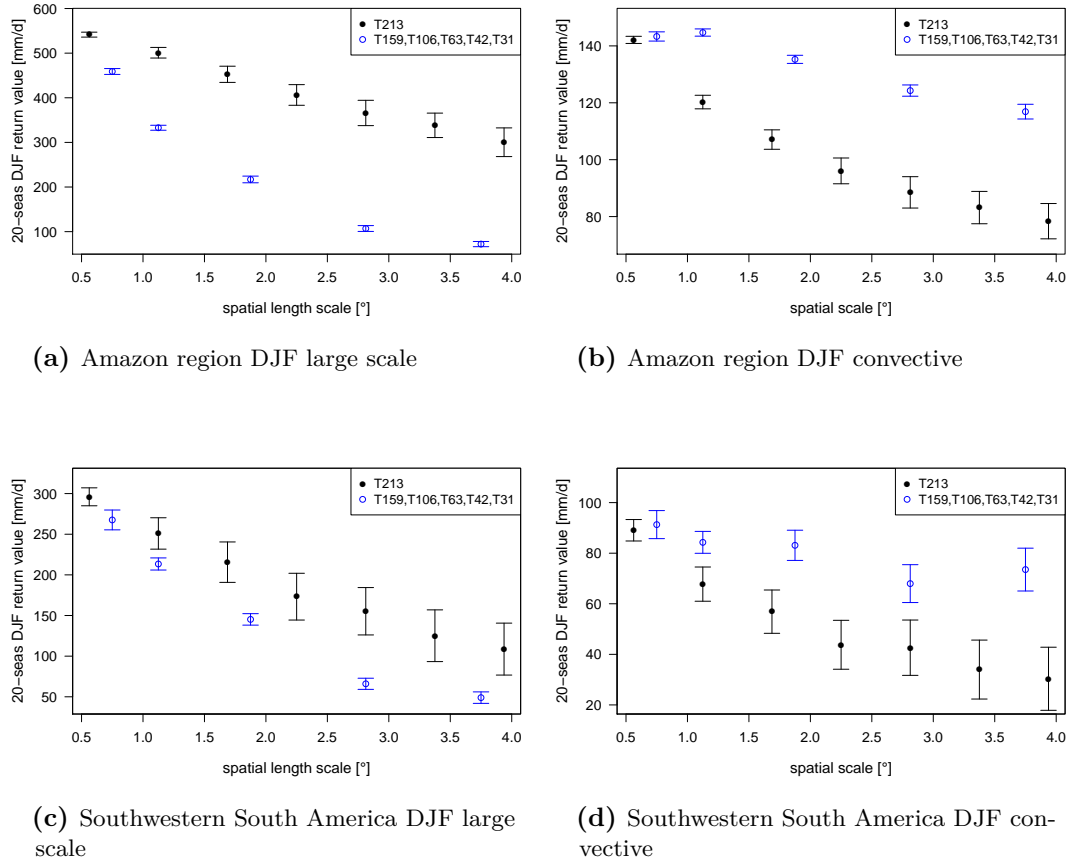 600
500
400
300
200
100
20−seas DJF return value [mm/d]
T213
T159,T106,T63,T42,T31
0.5 1.0 1.5 2.0 2.5 3.0 3.5 4.0
spatial length scale [°]
(a) Amazon region DJF large scale
140
120
100
80
20−seas DJF return value [mm/d]
T213
T159,T106,T63,T42,T31
0.5 1.0 1.5 2.0 2.5 3.0 3.5 4.0
spatial scale [°]
(b) Amazon region DJF convective
300
250
200
150
100
50
20−seas DJF return value [mm/d]
T213
T159,T106,T63,T42,T31
0.5 1.0 1.5 2.0 2.5 3.0 3.5 4.0
spatial length scale [°]
(c) Southwestern South America DJF large
scale
100
80
60
40
20
20−seas DJF return value [mm/d]
T213
T159,T106,T63,T42,T31
0.5 1.0 1.5 2.0 2.5 3.0 3.5 4.0
spatial scale [°]
(d) Southwestern South America DJF con-
vective